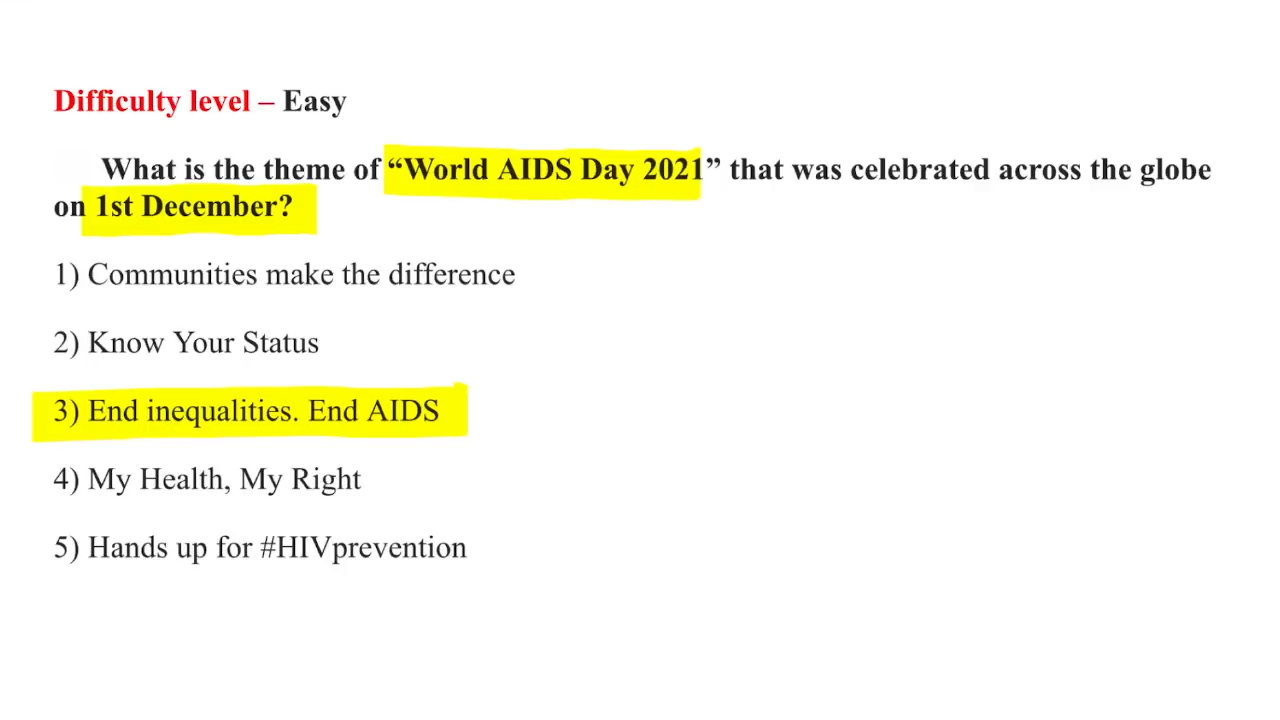 Difficulty level – Easy
What is the theme of “World AIDS Day 2021” that was celebrated across the globe
on 1st December?
1) Communities make the difference
2) Know Your Status
3) End inequalities. End AIDS
4) My Health, My Right
5) Hands up for #HIVprevention